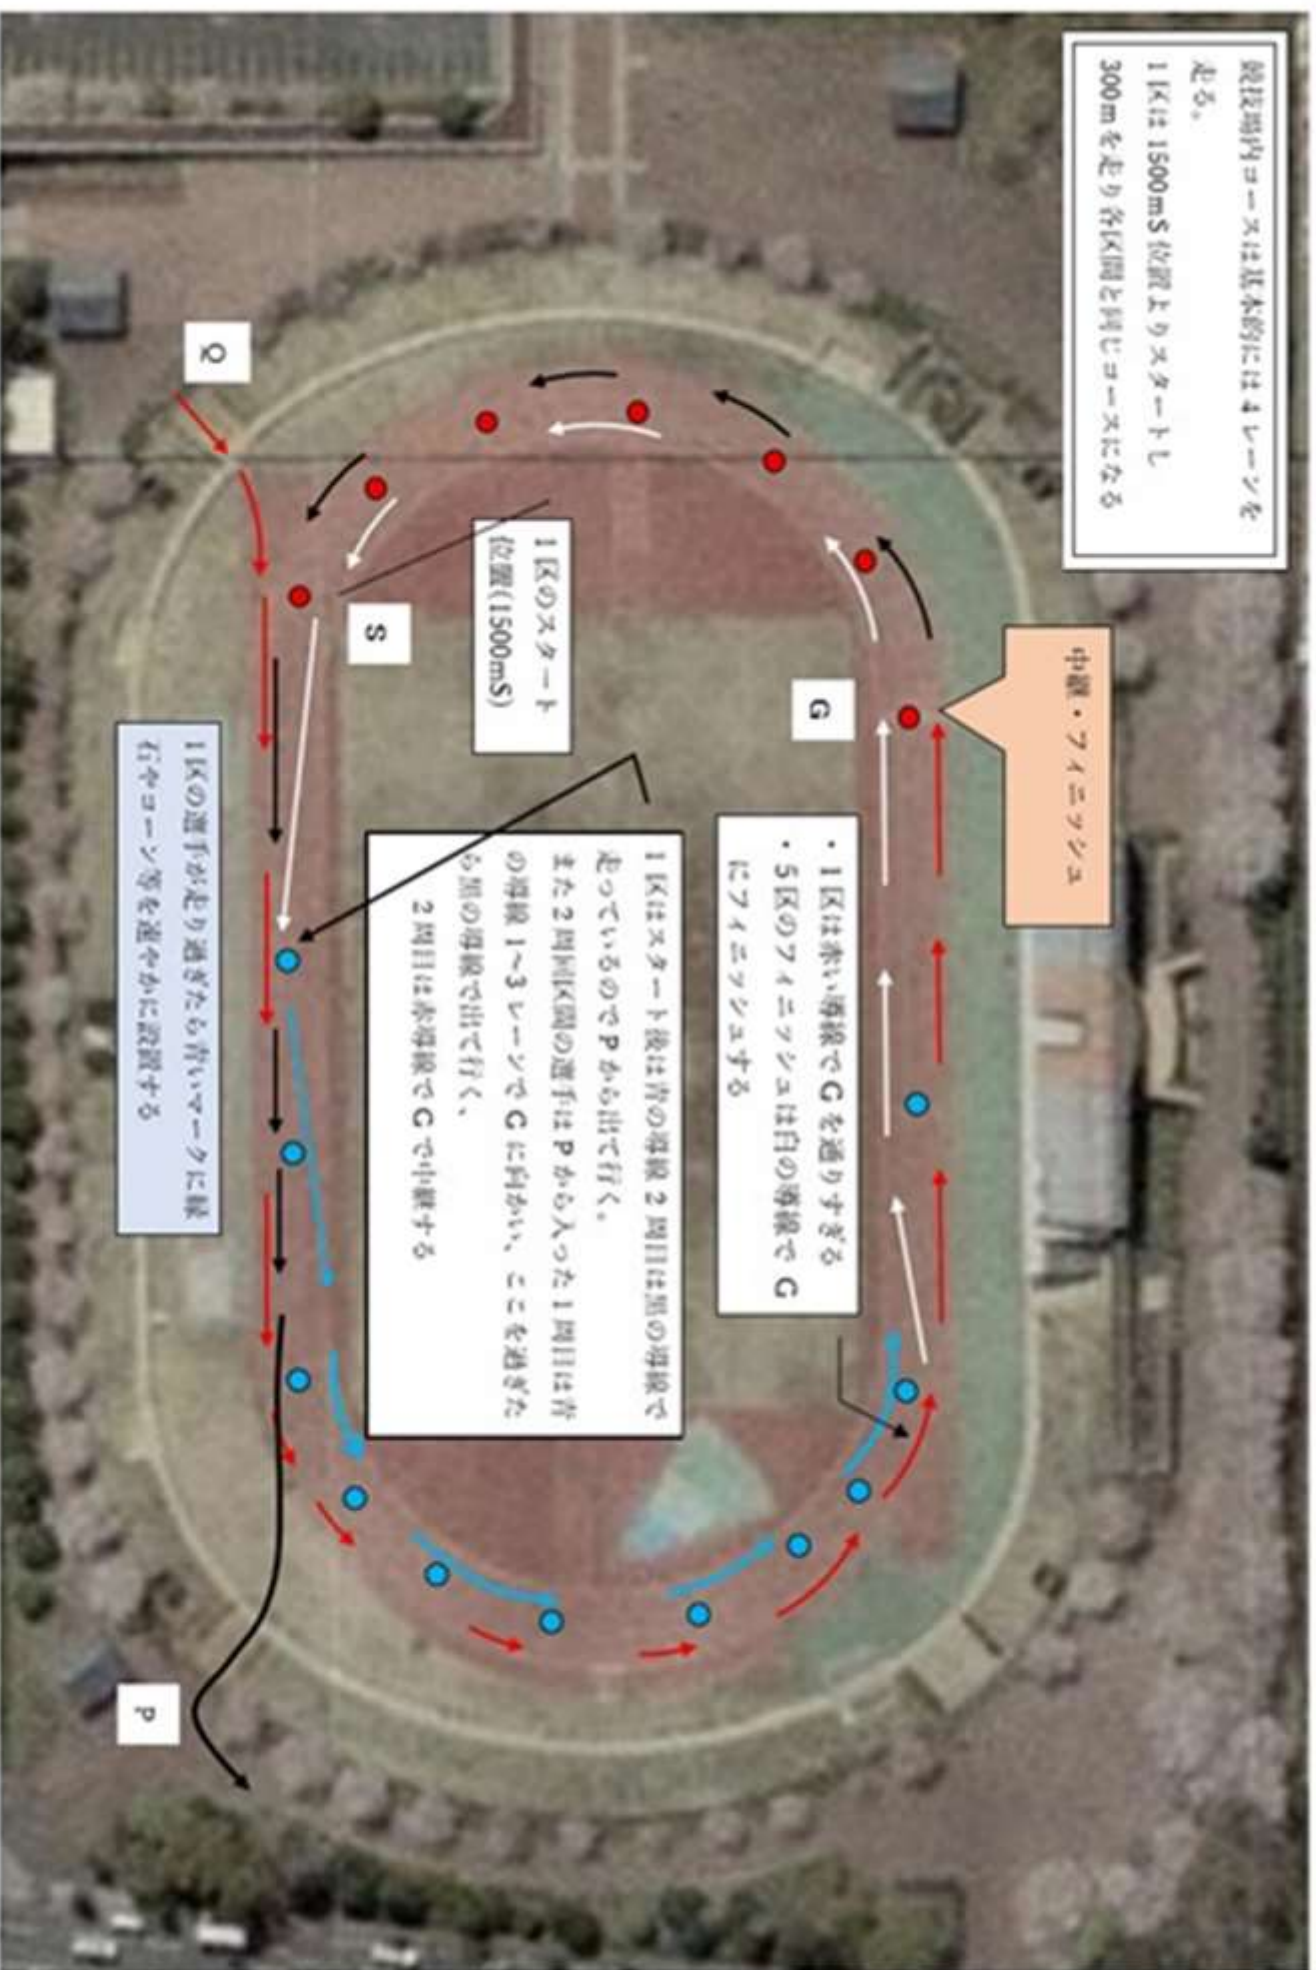 競技場内コースは基本的には４レーンを
走る。
１区は1500mS位置よりスタートし
300mを走り各区間と同じコースになる
中継・フィニッシュ
Q
S
G
P
１区のスタート
位置(1500mS)
・１区は赤い導線でGを通りすぎる
・５区のフィニッシュは白の導線でG
にフィニッシュする
１区はスタート後は青の導線２周目は黒の導線で
走っているのでPから出て行く。
また２周回区間の選手はPから入った１周目は青
の導線１～３レーンでGに向かい、ここを過ぎた
ら黒の導線で出て行く、
２周目は赤導線でGで中継する
１区の選手が走り過ぎたら青いマークに縁
石やコーン等を速やかに設置する